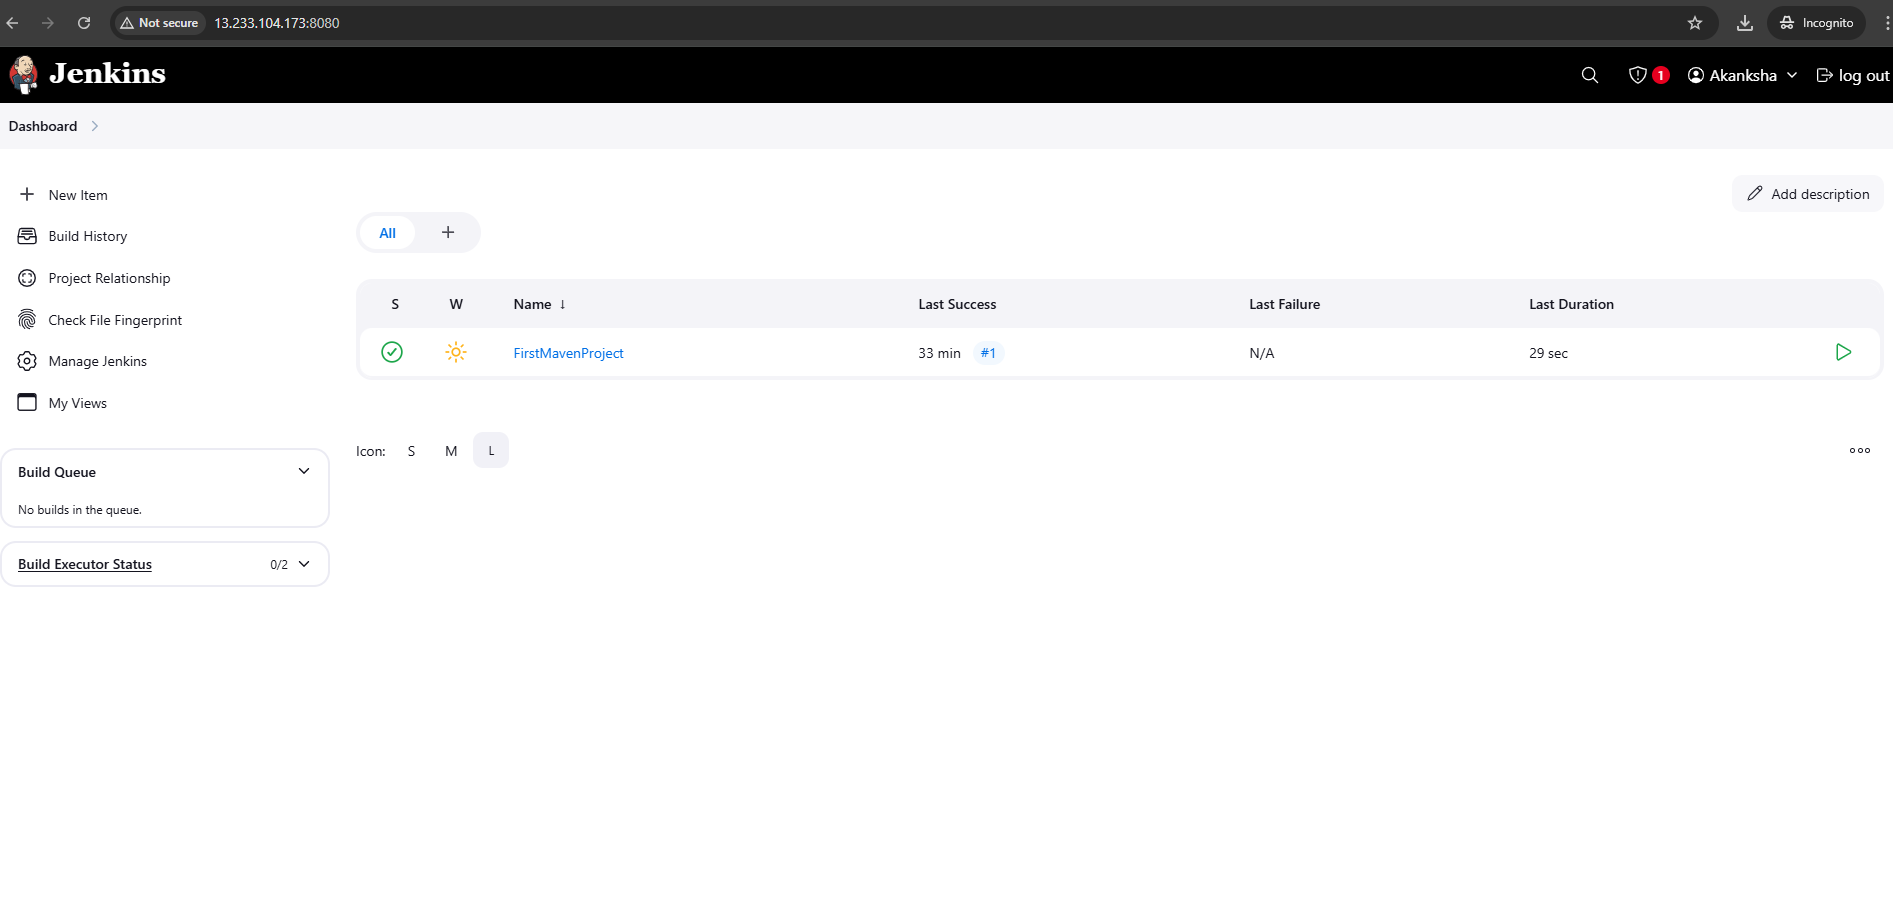 Not secure 13.233.104.173:8080 Incognito
Jenkins 1 Akanksha log out
Dashboard
New Item
Build History
Project Relationship
Check File Fingerprint
Manage Jenkins
My Views
Build Queue
No builds in the queue.
Build Executor Status 0/2
Add description
All
S W Name ↓ Last Success Last Failure Last Duration
FirstMavenProject 33 min #1 N/A 29 sec
Icon: S M L